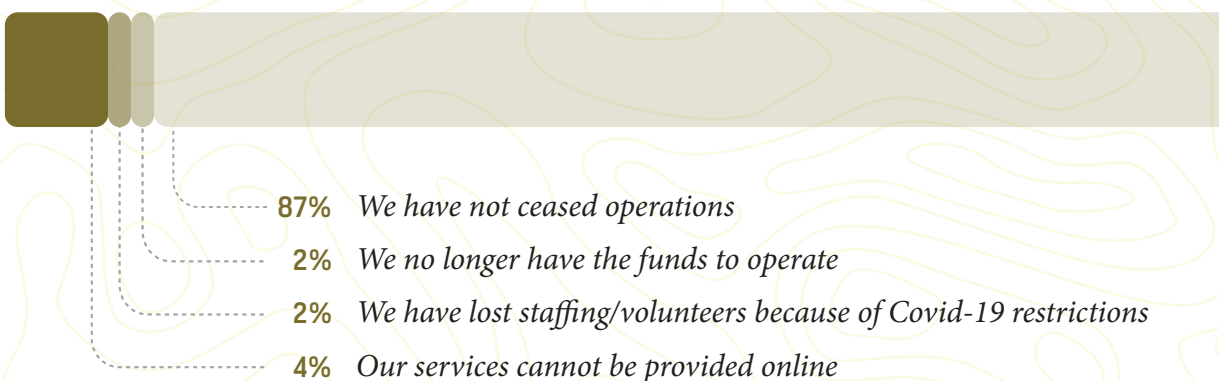 87% We have not ceased operations
2% We no longer have the funds to operate
2% We have lost staffing/volunteers because of Covid-19 restrictions
4% Our services cannot be provided online